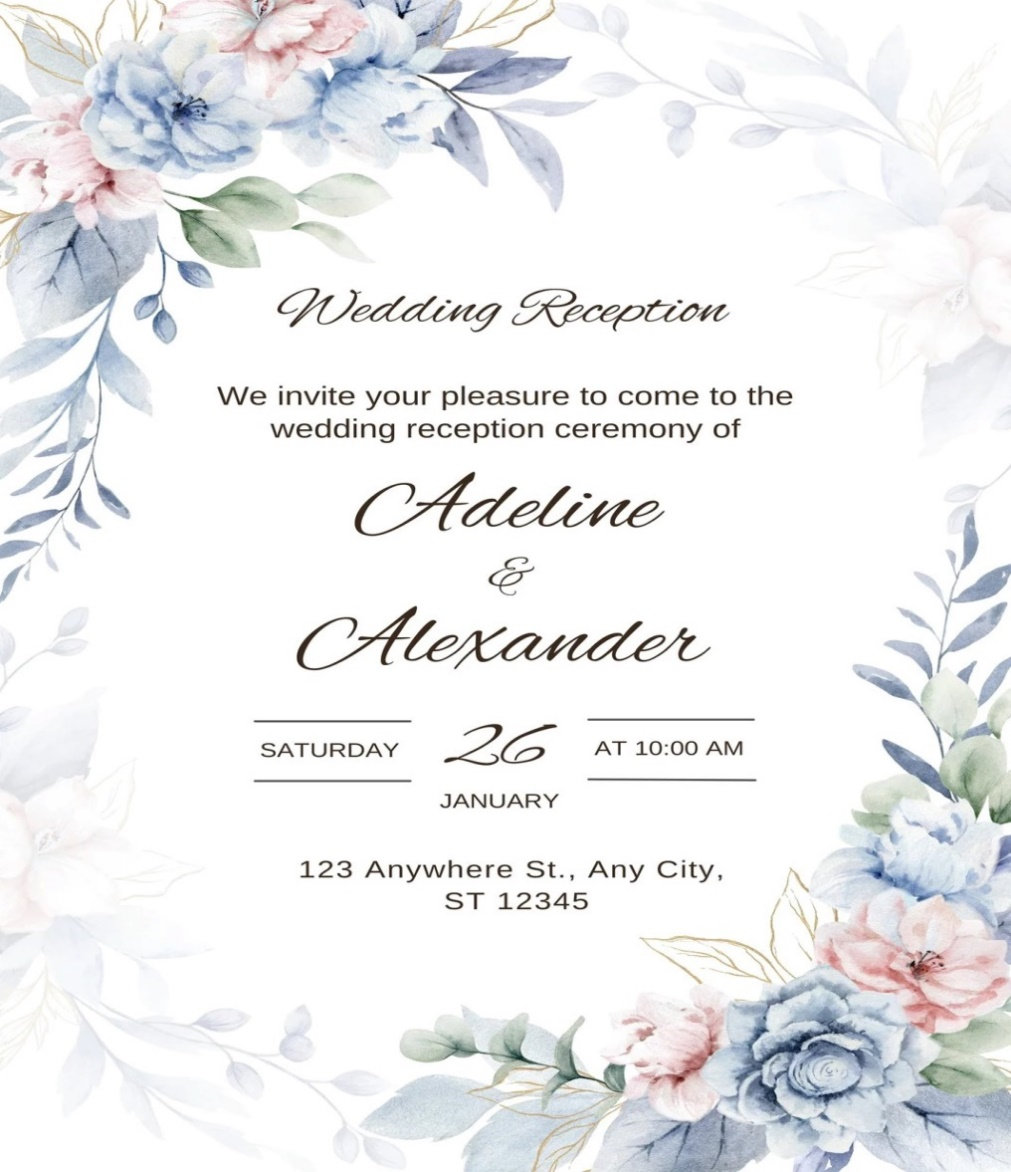 Wedding Reception
We invite your pleasure to come to the
wedding reception ceremony of
Adeline
&
Alexander
SATURDAY 26 AT 10:00 AM
JANUARY
123 Anywhere St., Any City,
ST 12345